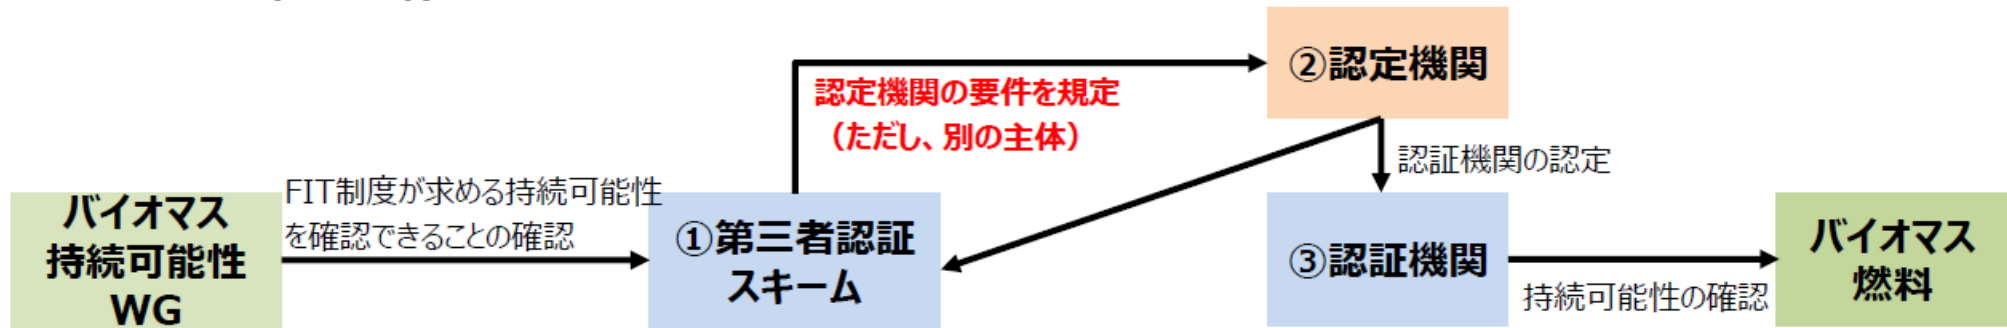 ②認定機関
認定機関の要件を規定
（ただし、別の主体）
認証機関の認定
バイオマス
持続可能性
WG
FIT制度が求める持続可能性
を確認できることの確認
①第三者認証
スキーム
③認証機関
持続可能性の確認
バイオマス
燃料